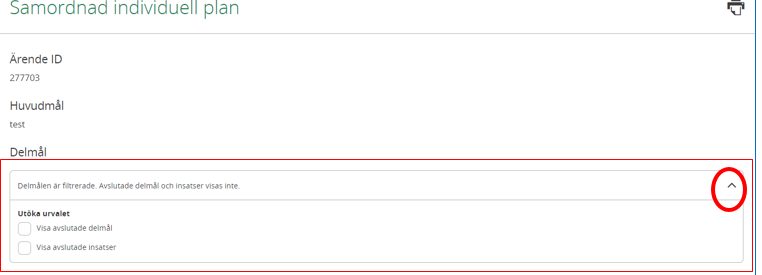 Samordnad individuell plan
Ärende ID
277703
Huvudmål
test
Delmål
Delmålen är filtrerade. Avslutade delmål och insatser visas inte.
Utöka urvalet
Visa avslutade delmål
Visa avslutade insatser